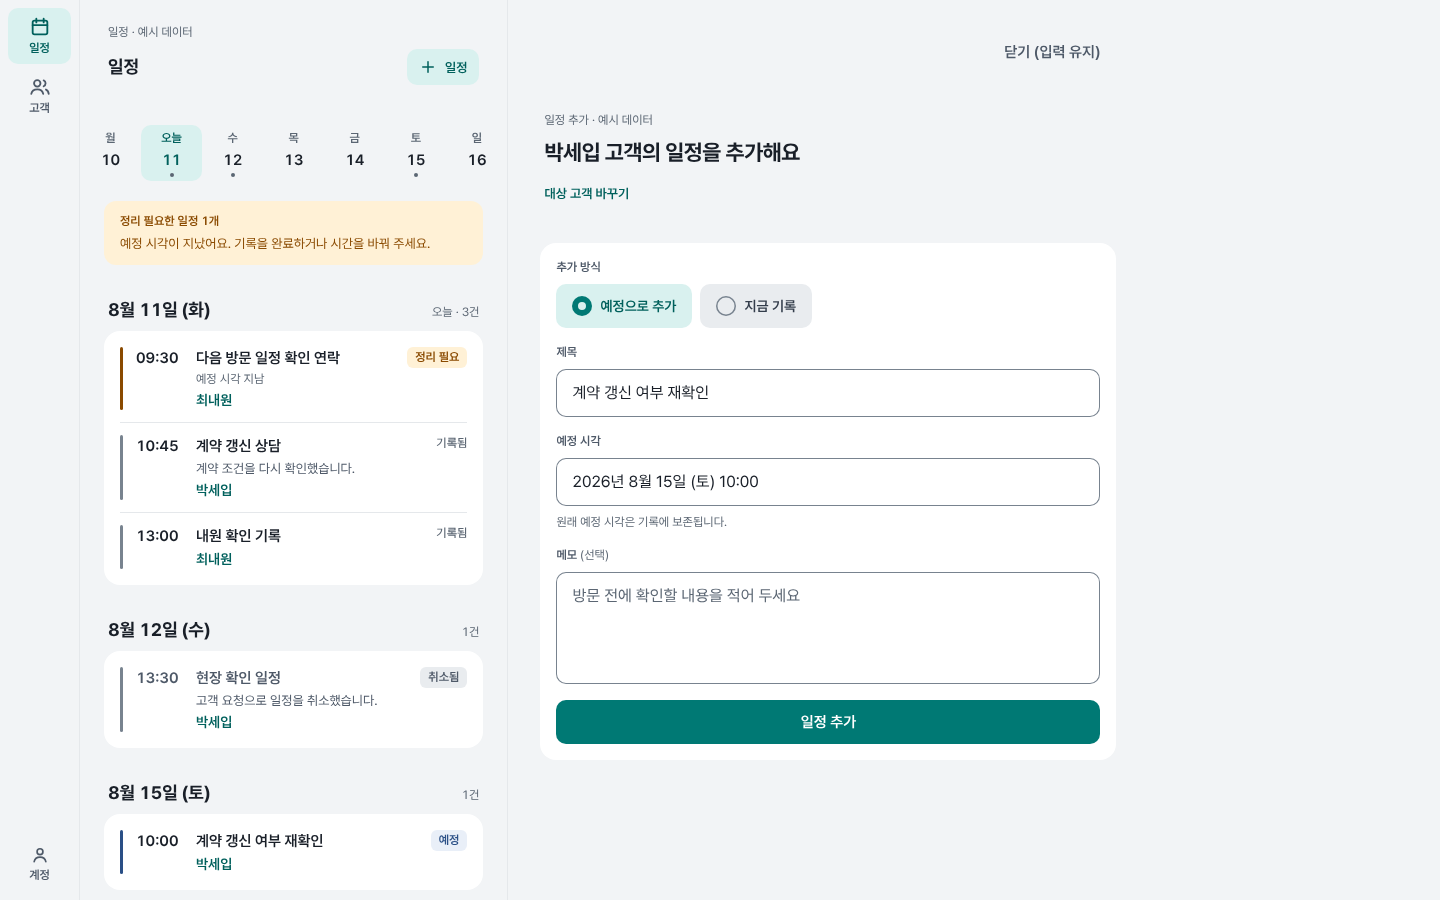 일정
고객
계정
일정 · 예시 데이터
일정
일정
월 오늘 수 목 금 토 일
10 11 12 13 14 15 16
정리 필요한 일정 1개
예정 시각이 지났어요. 기록을 완료하거나 시간을 바꿔 주세요.
8월 11일 (화)
오늘 · 3건
09:30 다음 방문 일정 확인 연락 정리 필요
예정 시각 지남
최내원
10:45 계약 갱신 상담 기록됨
계약 조건을 다시 확인했습니다.
박세입
13:00 내원 확인 기록 기록됨
최내원
8월 12일 (수)
1건
13:30 현장 확인 일정 취소됨
고객 요청으로 일정을 취소했습니다.
박세입
8월 15일 (토)
1건
10:00 계약 갱신 여부 재확인 예정
박세입
닫기 (입력 유지)
일정 추가 · 예시 데이터
박세입 고객의 일정을 추가해요
대상 고객 바꾸기
추가 방식
예정으로 추가 지금 기록
제목
계약 갱신 여부 재확인
예정 시각
2026년 8월 15일 (토) 10:00
원래 예정 시각은 기록에 보존됩니다.
메모 (선택)
방문 전에 확인할 내용을 적어 두세요
일정 추가